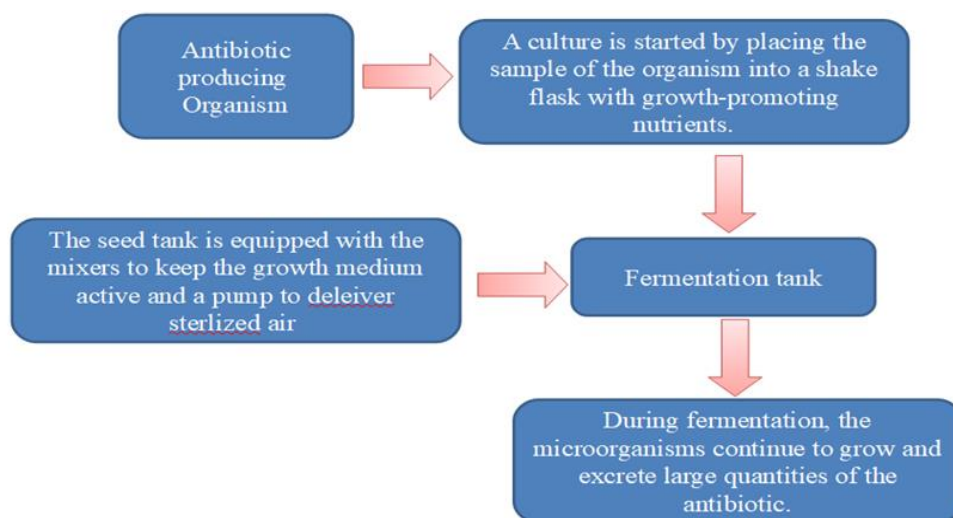 Antibiotic
producing
Organism
A culture is started by placing the
sample of the organism into a shake
flask with growth-promoting
nutrients.
The seed tank is equipped with the
mixers to keep the growth medium
active and a pump to deleiver
sterlized air
Fermentation tank
During fermentation, the
microorganisms continue to grow and
excrete large quantities of the
antibiotic.